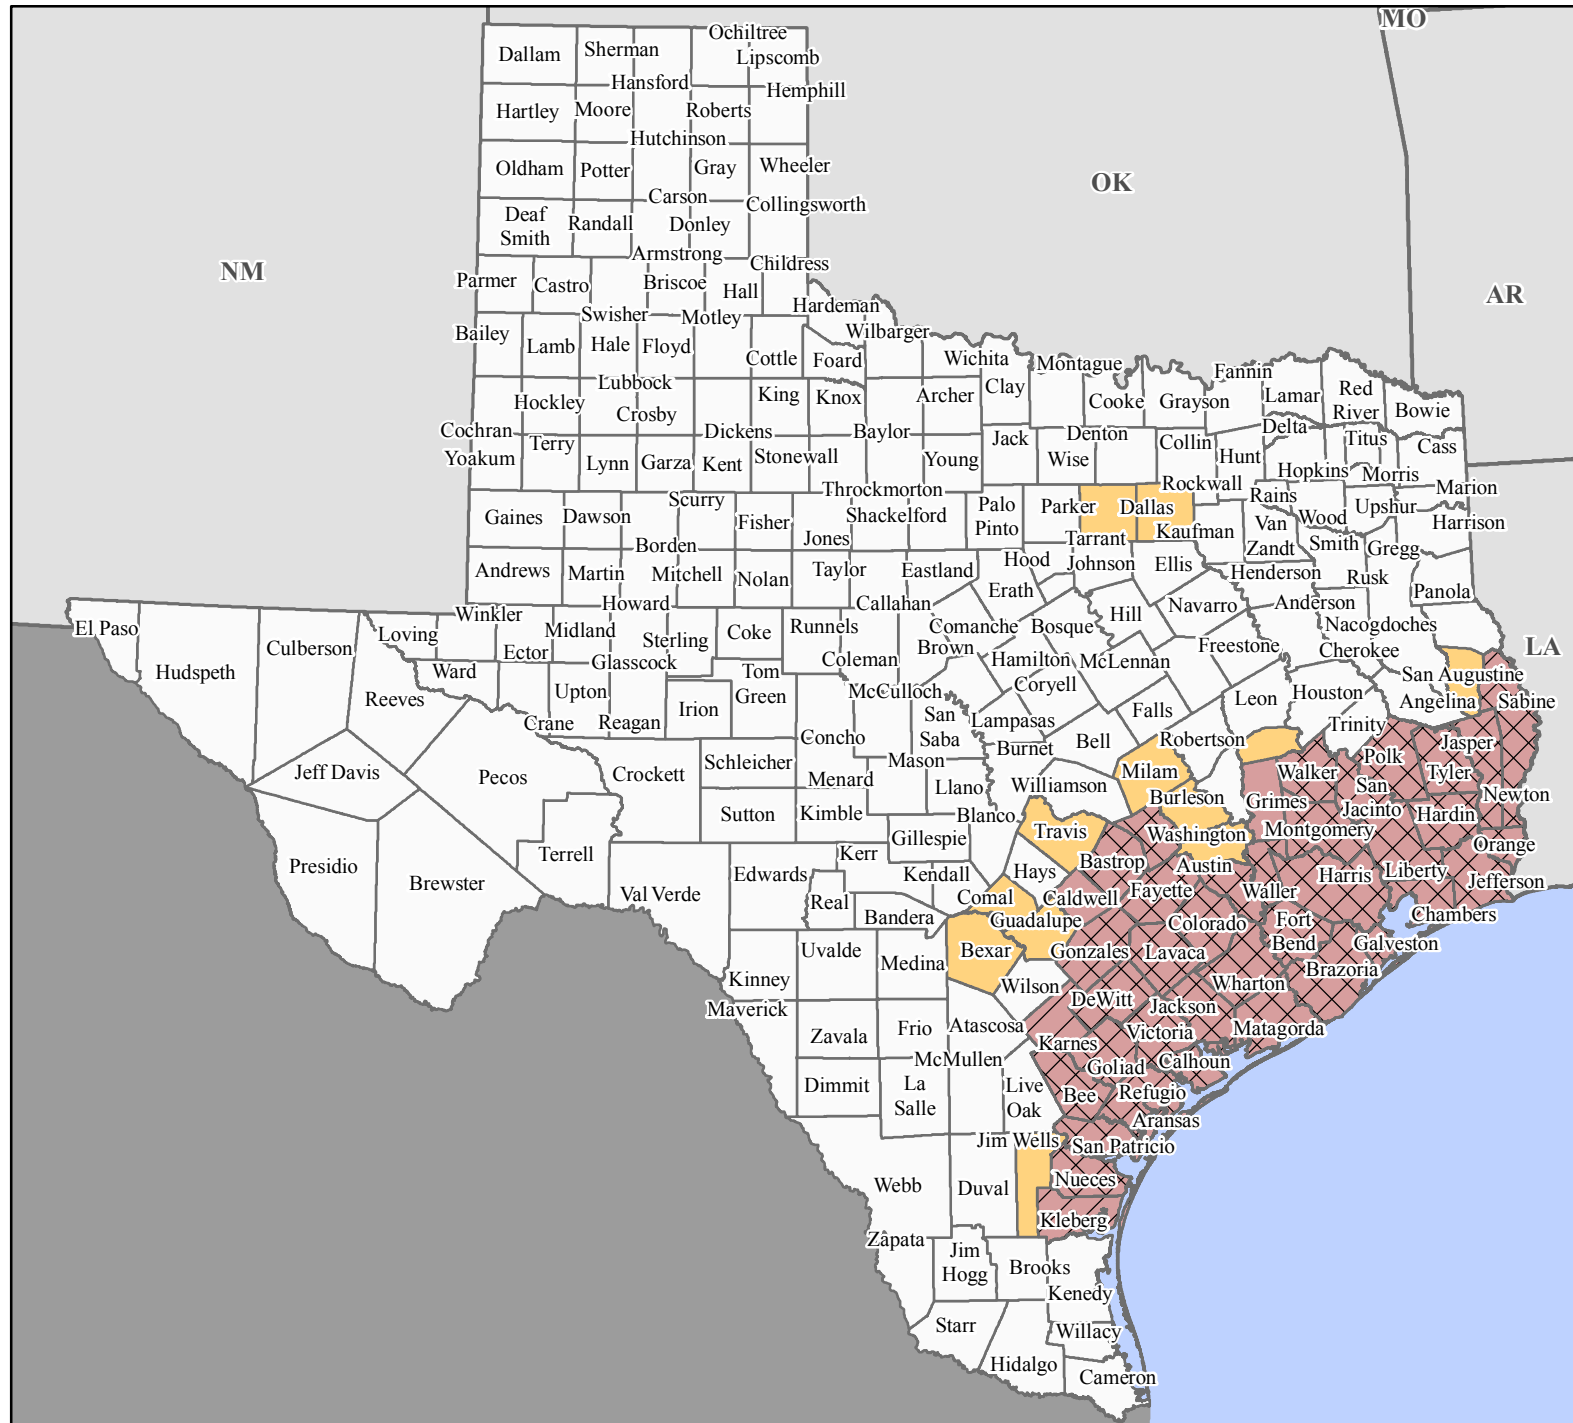 MO
Ochiltree
Dallam
Sherman
Lipscomb
Hansford
Hemphill
Hartley
Moore
Roberts
Hutchinson
Oldham
Potter
Gray
Wheeler
OK
Carson
Collingsworth
Deaf
Smith
Randall
Donley
Armstrong
NM
Childress
Parmer
Castro
Briscoe
Hall
AR
Hardeman
Swisher
Motley
Bailey
Wilbarger
Lamb
Hale
Floyd
Cottle
Foard
Wichita
Montague
Fannin
Lubbock
Clay
King
Knox
Archer
Hockley
Crosby
Cooke
Grayson
Lamar
Red
River
Bowie
Cochran
Dickens
Baylor
Jack
Denton
Delta
Titus
Terry
Collin
Cass
Yoakum
Lynn
Garza
Kent
Stonewall
Young
Wise
Hunt
Hopkins
Morris
Throckmorton
Rockwall
Marion
Scurry
Rains
Gaines
Dawson
Fisher
Shackelford
Palo
Pinto
Parker
Dallas
Upshur
Wood
Van
Zandt
Harrison
Jones
Tarrant
Kaufman
Borden
Smith
Gregg
Andrews
Martin
Mitchell
Nolan
Taylor
Eastland
Hood
Johnson
Ellis
Henderson
Rusk
Erath
Panola
Howard
Callahan
Navarro
Anderson
Winkler
Hill
El Paso
Loving
Midland
Sterling
Coke
Runnels
Comanche
Bosque
Nacogdoches
Culberson
Ector
Brown
Freestone
Cherokee
LA
Glasscock
Coleman
Hamilton
McLennan
Hudspeth
Ward
Tom
Green
San Augustine
Reeves
Upton
McCulloch
Coryell
Houston
Leon
Angelina
Sabine
Irion
San
Saba
Lampasas
Falls
Crane
Reagan
Trinity
Concho
Burnet
Bell
Robertson
Jasper
Jeff Davis
Schleicher
Mason
Polk
Pecos
Crockett
Menard
Milam
Walker
Tyler
Llano
Williamson
San
Jacinto
Burleson
Newton
Sutton
Kimble
Blanco
Grimes
Hardin
Gillespie
Travis
Washington
Montgomery
Orange
Presidio
Terrell
Kerr
Bastrop
Austin
Brewster
Edwards
Kendall
Hays
Harris
Liberty
Jefferson
Val Verde
Real
Comal
Caldwell
Fayette
Waller
Bandera
Guadalupe
Colorado
Fort
Bend
Chambers
Uvalde
Bexar
Gonzales
Lavaca
Galveston
Medina
Brazoria
Kinney
Wilson
Wharton
Maverick
DeWitt
Jackson
Zavala
Frio
Atascosa
Victoria
Matagorda
Karnes
McMullen
Goliad
Calhoun
Dimmit
La
Salle
Live
Oak
Bee
Refugio
Aransas
Jim Wells
San Patricio
Webb
Duval
Nueces
Kleberg
Zapata
Jim
Hogg
Brooks
Kenedy
Starr
Willacy
Hidalgo
Cameron